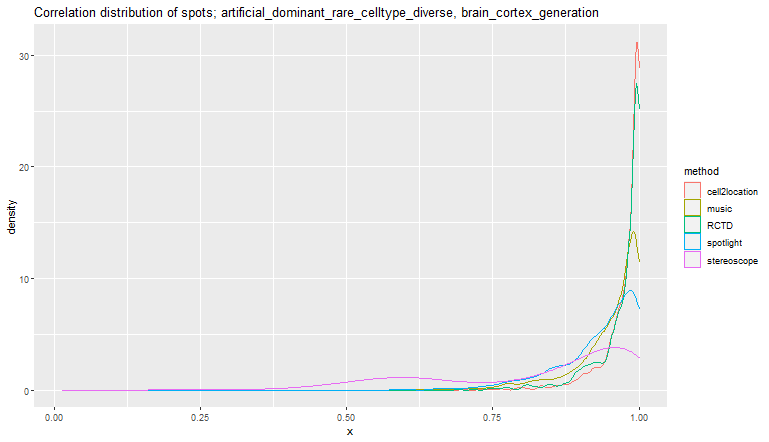 Correlation distribution of spots; artificial_dominant_rare_celltype_diverse, brain_cortex_generation
30
20
10
0
density
0.00
0.25
0.50
0.75
1.00
x
method
cell2location
music
RCTD
spotlight
stereoscope